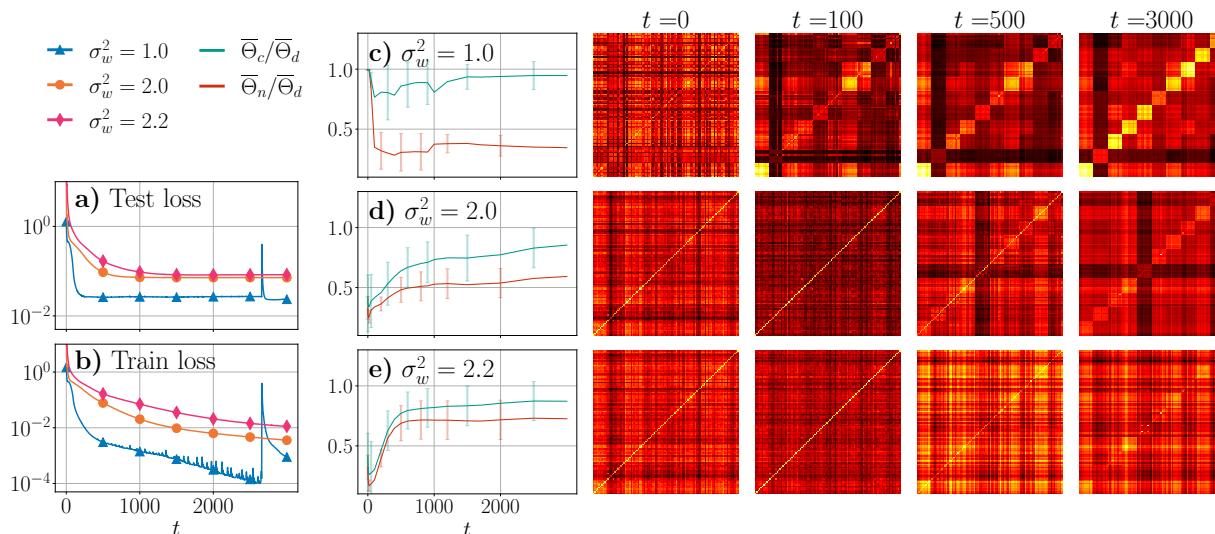 σ_w^2 = 1.0
σ_w^2 = 2.0
σ_w^2 = 2.2
Θ̅_c/Θ̅_d
Θ̅_n/Θ̅_d
a) Test loss
10^0
10^{-2}
b) Train loss
10^0
10^{-2}
10^{-4}
0
1000
2000
t
c) σ_w^2 = 1.0
1.0
0.5
d) σ_w^2 = 2.0
1.0
0.5
e) σ_w^2 = 2.2
1.0
0.5
0
1000
2000
t
t =0
t =100
t =500
t =3000